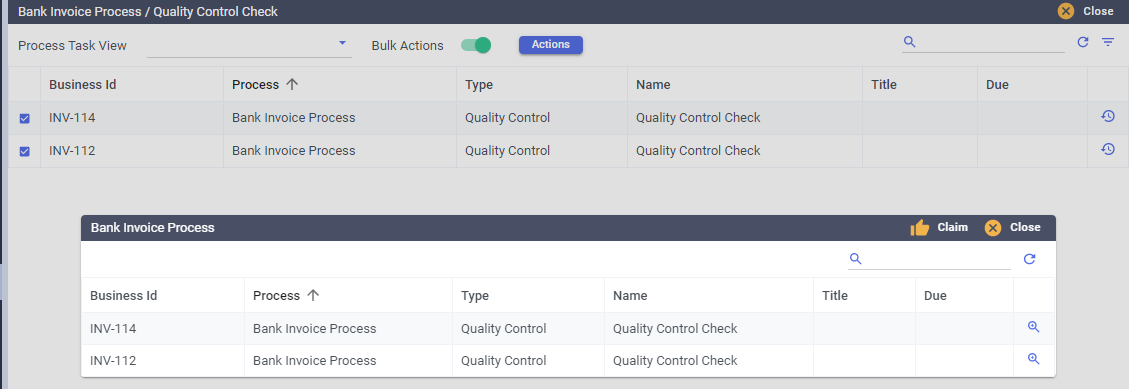 Bank Invoice Process / Quality Control Check Close
Process Task View Bulk Actions Actions
Business Id Process Type Name Title Due
INV-114 Bank Invoice Process Quality Control Quality Control Check
INV-112 Bank Invoice Process Quality Control Quality Control Check
Bank Invoice Process Claim Close
Business Id Process Type Name Title Due
INV-114 Bank Invoice Process Quality Control Quality Control Check
INV-112 Bank Invoice Process Quality Control Quality Control Check